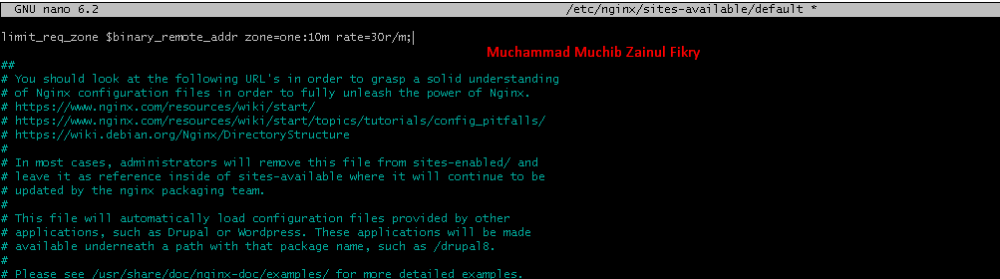 GNU nano 6.2 /etc/nginx/sites-available/default *
limit_req_zone $binary_remote_addr zone=one:10m rate=30r/m;
Muchammad Muchib Zainul Fikry
##
# You should look at the following URL's in order to grasp a solid understanding
# of Nginx configuration files in order to fully unleash the power of Nginx.
# https://www.nginx.com/resources/wiki/start/
# https://www.nginx.com/resources/wiki/start/topics/tutorials/config_pitfalls/
# https://wiki.debian.org/Nginx/DirectoryStructure
#
# In most cases, administrators will remove this file from sites-enabled/ and
# leave it as reference inside of sites-available where it will continue to be
# updated by the nginx packaging team.
#
# This file will automatically load configuration files provided by other
# applications, such as Drupal or Wordpress. These applications will be made
# available underneath a path with that package name, such as /drupal8.
#
# Please see /usr/share/doc/nginx-doc/examples/ for more detailed examples.